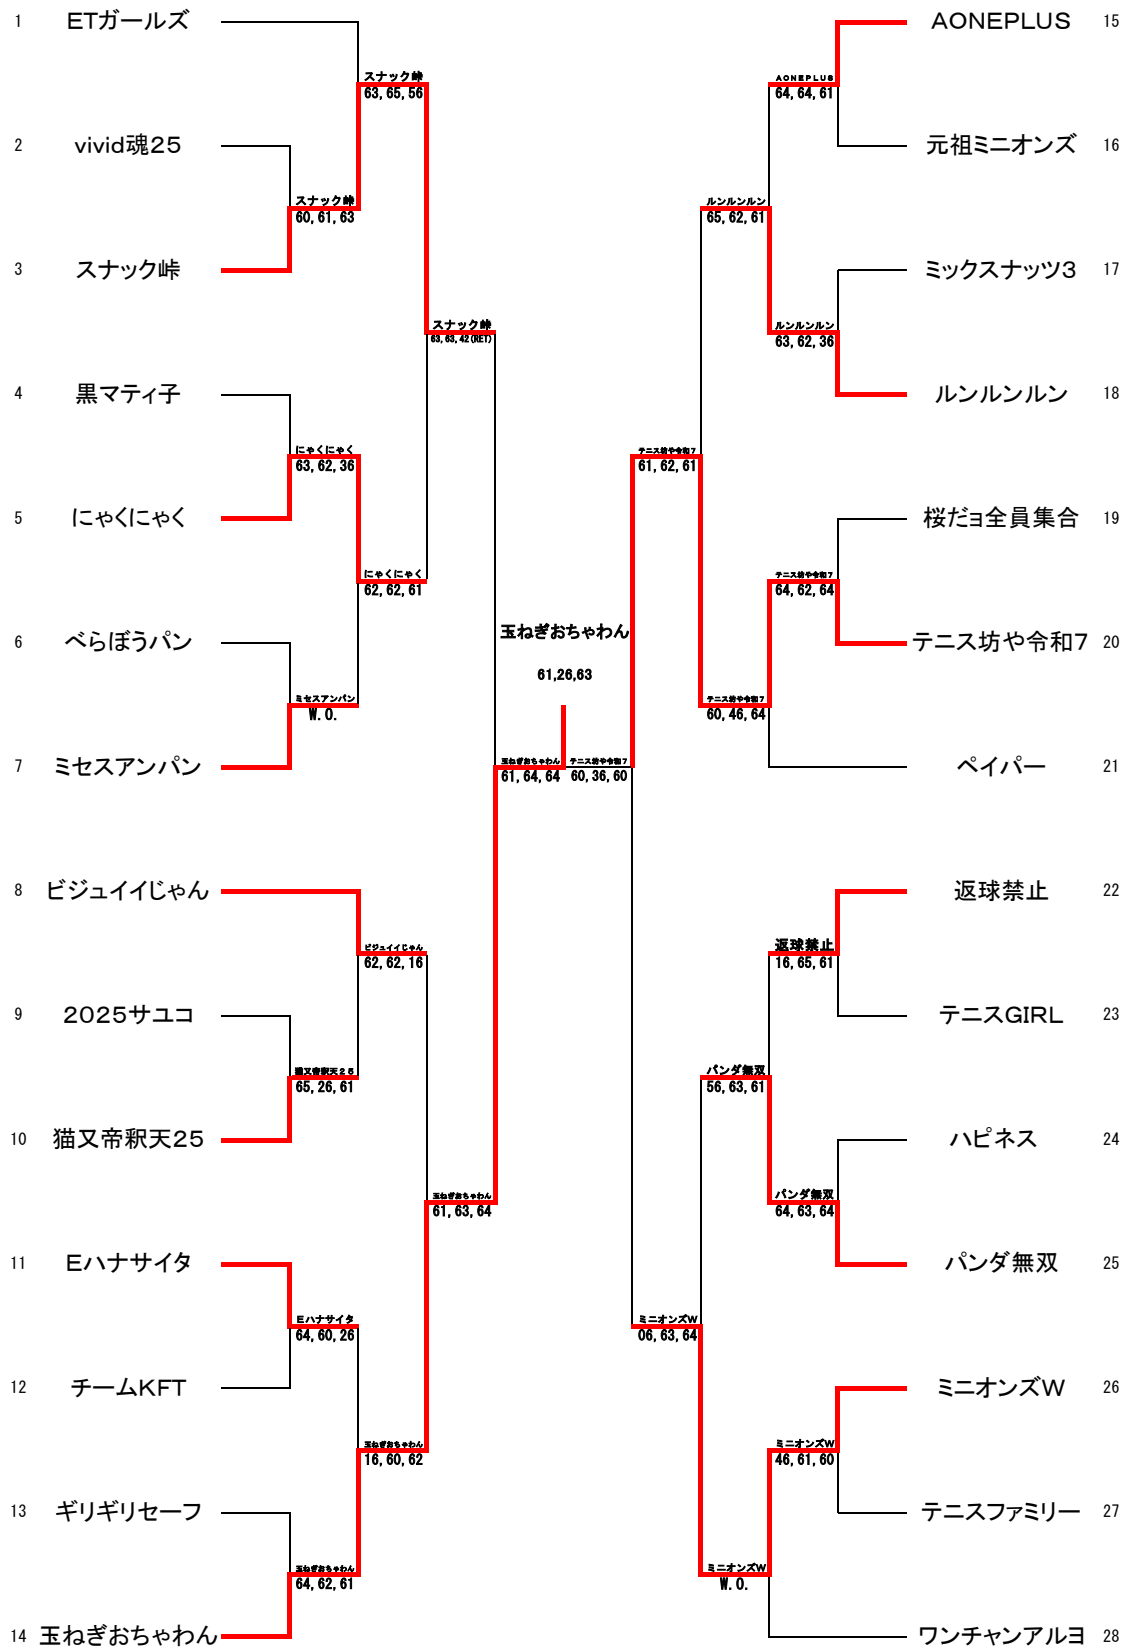 1 ETガールズ
スナック峠
63, 65, 56
2 vivid魂25
スナック峠
60, 61, 63
3 スナック峠
スナック峠
63, 63, 42(RET)
4 黒マティ子
にゃくにゃく
63, 62, 36
5 にゃくにゃく
にゃくにゃく
62, 62, 61
6 べらぼうパン
ミセスアンパン
W.O.
7 ミセスアンパン
玉ねぎおちゃわん
61, 64, 64
8 ビジュイイじゃん
ビジュイイじゃん
62, 62, 16
9 2025サユコ
猫又帝釈天25
65, 26, 61
10 猫又帝釈天25
玉ねぎおちゃわん
61, 63, 64
11 Eハナサイタ
Eハナサイタ
64, 60, 26
12 チームKFT
玉ねぎおちゃわん
16, 60, 62
13 ギリギリセーフ
玉ねぎおちゃわん
64, 62, 61
14 玉ねぎおちゃわん
玉ねぎおちゃわん
61,26,63
AONEPLUS 15
AONEPLUS
64, 64, 61
元祖ミニオンズ 16
ルンルンルン
65, 62, 61
ミックスナッツ3 17
ルンルンルン
63, 62, 36
ルンルンルン 18
テニス坊や令和7
61, 62, 61
桜だョ全員集合 19
テニス坊や令和7
64, 62, 64
テニス坊や令和7 20
テニス坊や令和7
60, 46, 64
ペイパー 21
テニス坊や令和7
60, 36, 60
返球禁止 22
返球禁止
16, 65, 61
テニスGIRL 23
パンダ無双
56, 63, 61
ハピネス 24
パンダ無双
64, 63, 64
パンダ無双 25
ミニオンズW
06, 63, 64
ミニオンズW 26
ミニオンズW
46, 61, 60
テニスファミリー 27
ミニオンズW
W.O.
ワンチャンアルヨ 28